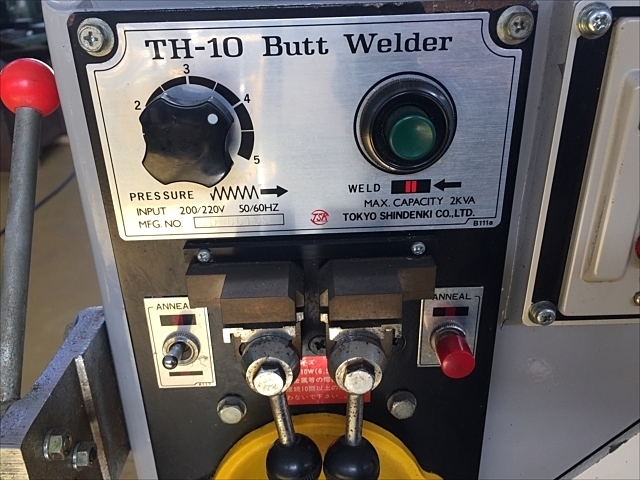 TH-10 Butt Welder
3
2 4
5
PRESSURE
WELD
INPUT 200/220V 50/60HZ
MAX. CAPACITY 2KVA
MFG. NO.
TSK TOKYO SHINDENKI CO., LTD.
B111a
ANNEAL
ANNEAL